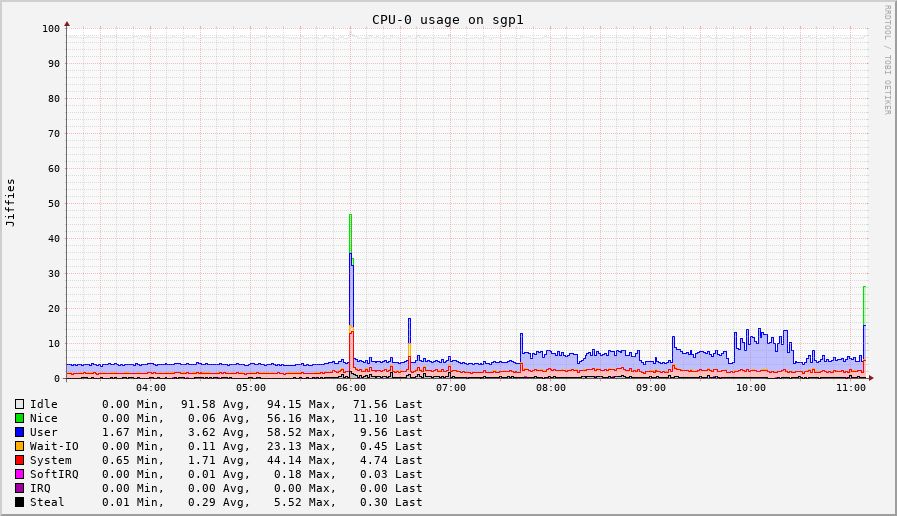 CPU-0 usage on sgp1
RRDTOOL / TOBI OETIKER
Jiffies
100
90
80
70
60
50
40
30
20
10
0
04:00 05:00 06:00 07:00 08:00 09:00 10:00 11:00
Idle 0.00 Min, 91.58 Avg, 94.15 Max, 71.56 Last
Nice 0.00 Min, 0.06 Avg, 56.16 Max, 11.10 Last
User 1.67 Min, 3.62 Avg, 58.52 Max, 9.56 Last
Wait-IO 0.00 Min, 0.11 Avg, 23.13 Max, 0.45 Last
System 0.65 Min, 1.71 Avg, 44.14 Max, 4.74 Last
SoftIRQ 0.00 Min, 0.01 Avg, 0.18 Max, 0.03 Last
IRQ 0.00 Min, 0.00 Avg, 0.00 Max, 0.00 Last
Steal 0.01 Min, 0.29 Avg, 5.52 Max, 0.30 Last